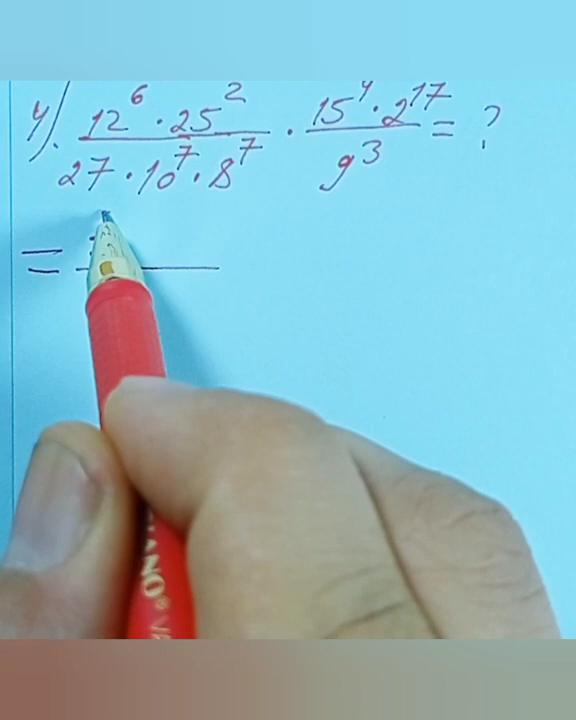 4). 12^6 · 25^2 / 27 · 10^7 · 8^7 · 15^4 · 2^17 / 9^3 = ?
=